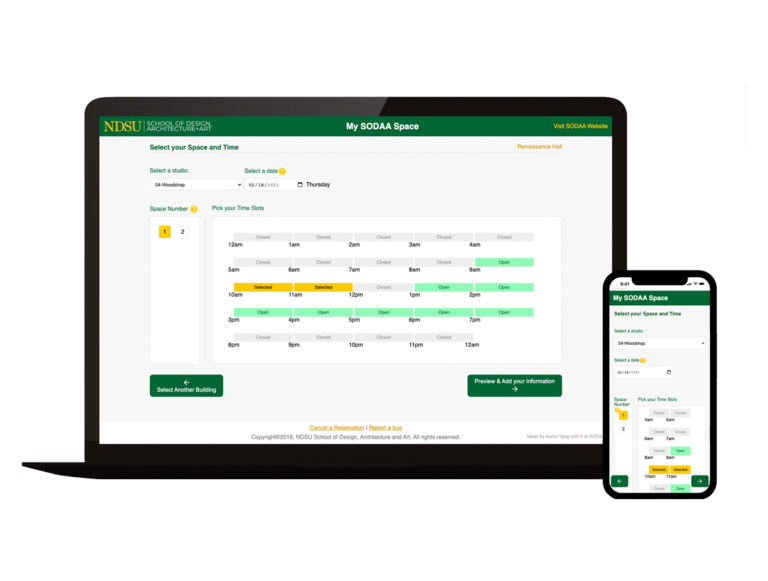 NDSU SCHOOL OF DESIGN,
ARCHITECTURE+ART
My SODAA Space
Visit SODAA Website
Select your Space and Time
Renaissance Hall
Select a studio:
Select a date ?
04-Woodshop
02/18/2021
Thursday
Space Number ?
Pick your Time Slots
1 2
Closed Closed Closed Closed Closed
12am 1am 2am 3am 4am
Closed Closed Closed Closed Open
5am 6am 7am 8am 9am
Selected Selected Closed Open Open
10am 11am 12pm 1pm 2pm
Open Open Open Open Open
3pm 4pm 5pm 6pm 7pm
Closed Closed Closed Closed
8pm 9pm 10pm 11pm 12am
← Select Another Building
Preview & Add your Information →
Cancel a Reservation | Report a bug
Copyright©2018, NDSU School of Design, Architecture and Art. All rights reserved.
Made by Aaren Yang with ♥ at SODA
9:41
My SODAA Space
Select your Space and Time
Select a studio:
04-Woodshop
Select a date ?
02/18/2021
Space
Number
Pick your Time Slots
1
2
Closed Closed
4am 5am
Closed Closed
6am 7am
Closed Open
8am 9am
Selected Selected
10am 11am
Closed Open